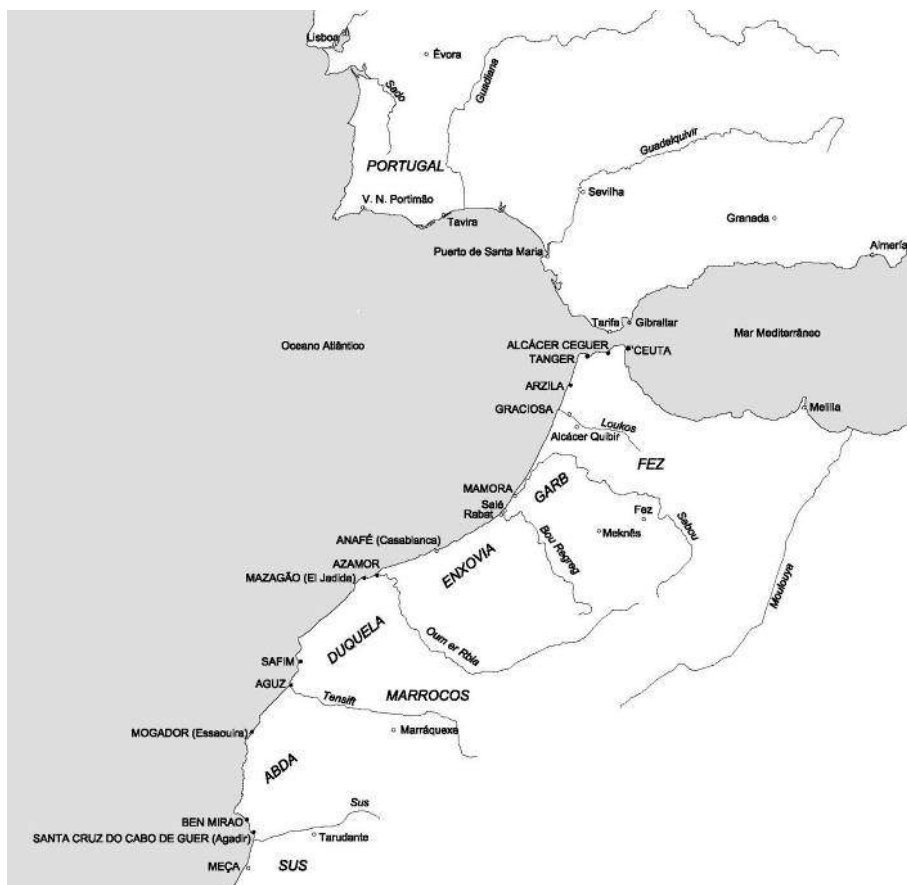 Lisboa
Évora
Sado
Guadiana
Guadalquivir
PORTUGAL
V. N. Portimão
Tavira
Sevilha
Granada
Puerto de Santa Maria
Almería
Tarifa
Gibraltar
Mar Mediterrâneo
Oceano Atlântico
ALCÁCER CEGUER
CEUTA
TANGER
ARZILA
GRACIOSA
Melilla
Loukos
Alcácer Quibir
FEZ
MAMORA
GARB
Salé
Rabat
Fez
Meknês
Sabou
Bou Regreg
ANAFÉ (Casablanca)
ENXOVIA
AZAMOR
MAZAGÃO (El Jadida)
Moulouya
DUQUELA
Oum er Rbia
SAFIM
AGUZ
Tensift
MARROCOS
MOGADOR (Essaouira)
Marráquexe
ABDA
Sus
BEN MIRAO
SANTA CRUZ DO CABO DE GUER (Agadir)
Tarudante
MEÇA
SUS